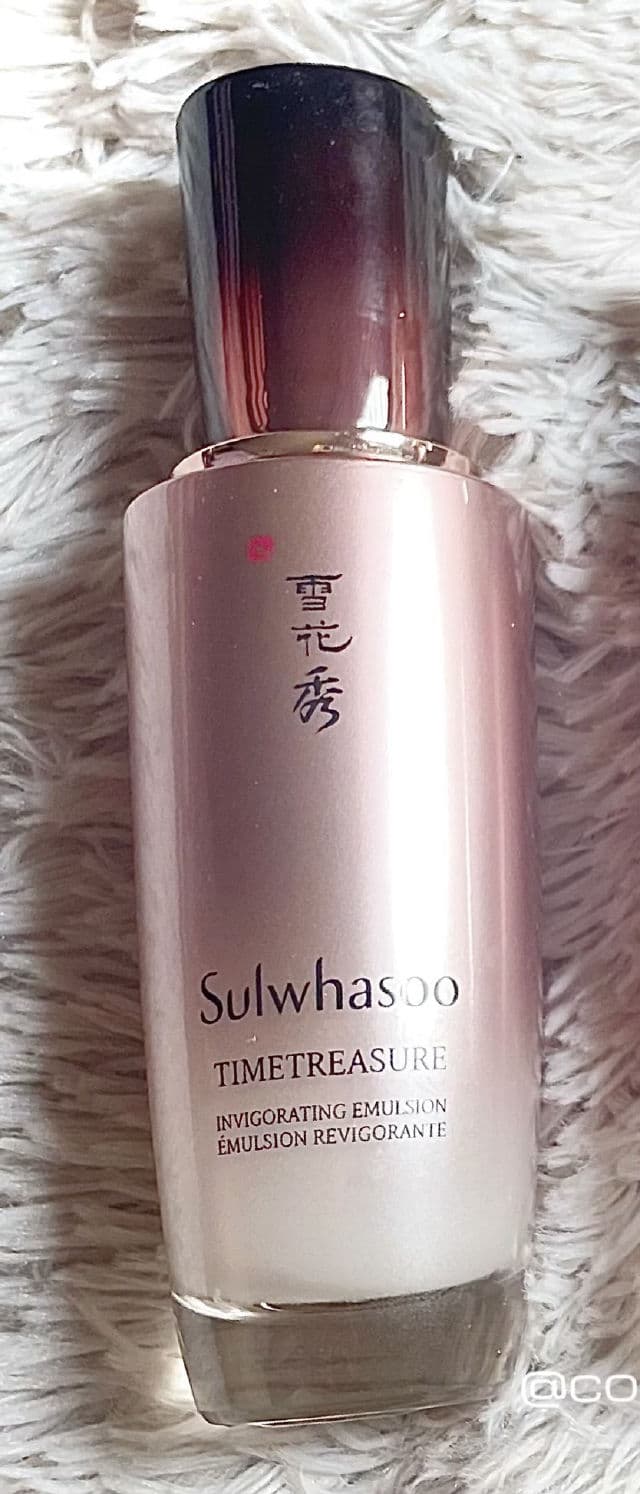 雪
花
秀
Sulwhasoo
TIMETREASURE
INVIGORATING EMULSION
ÉMULSION REVIGORANTE
@CO